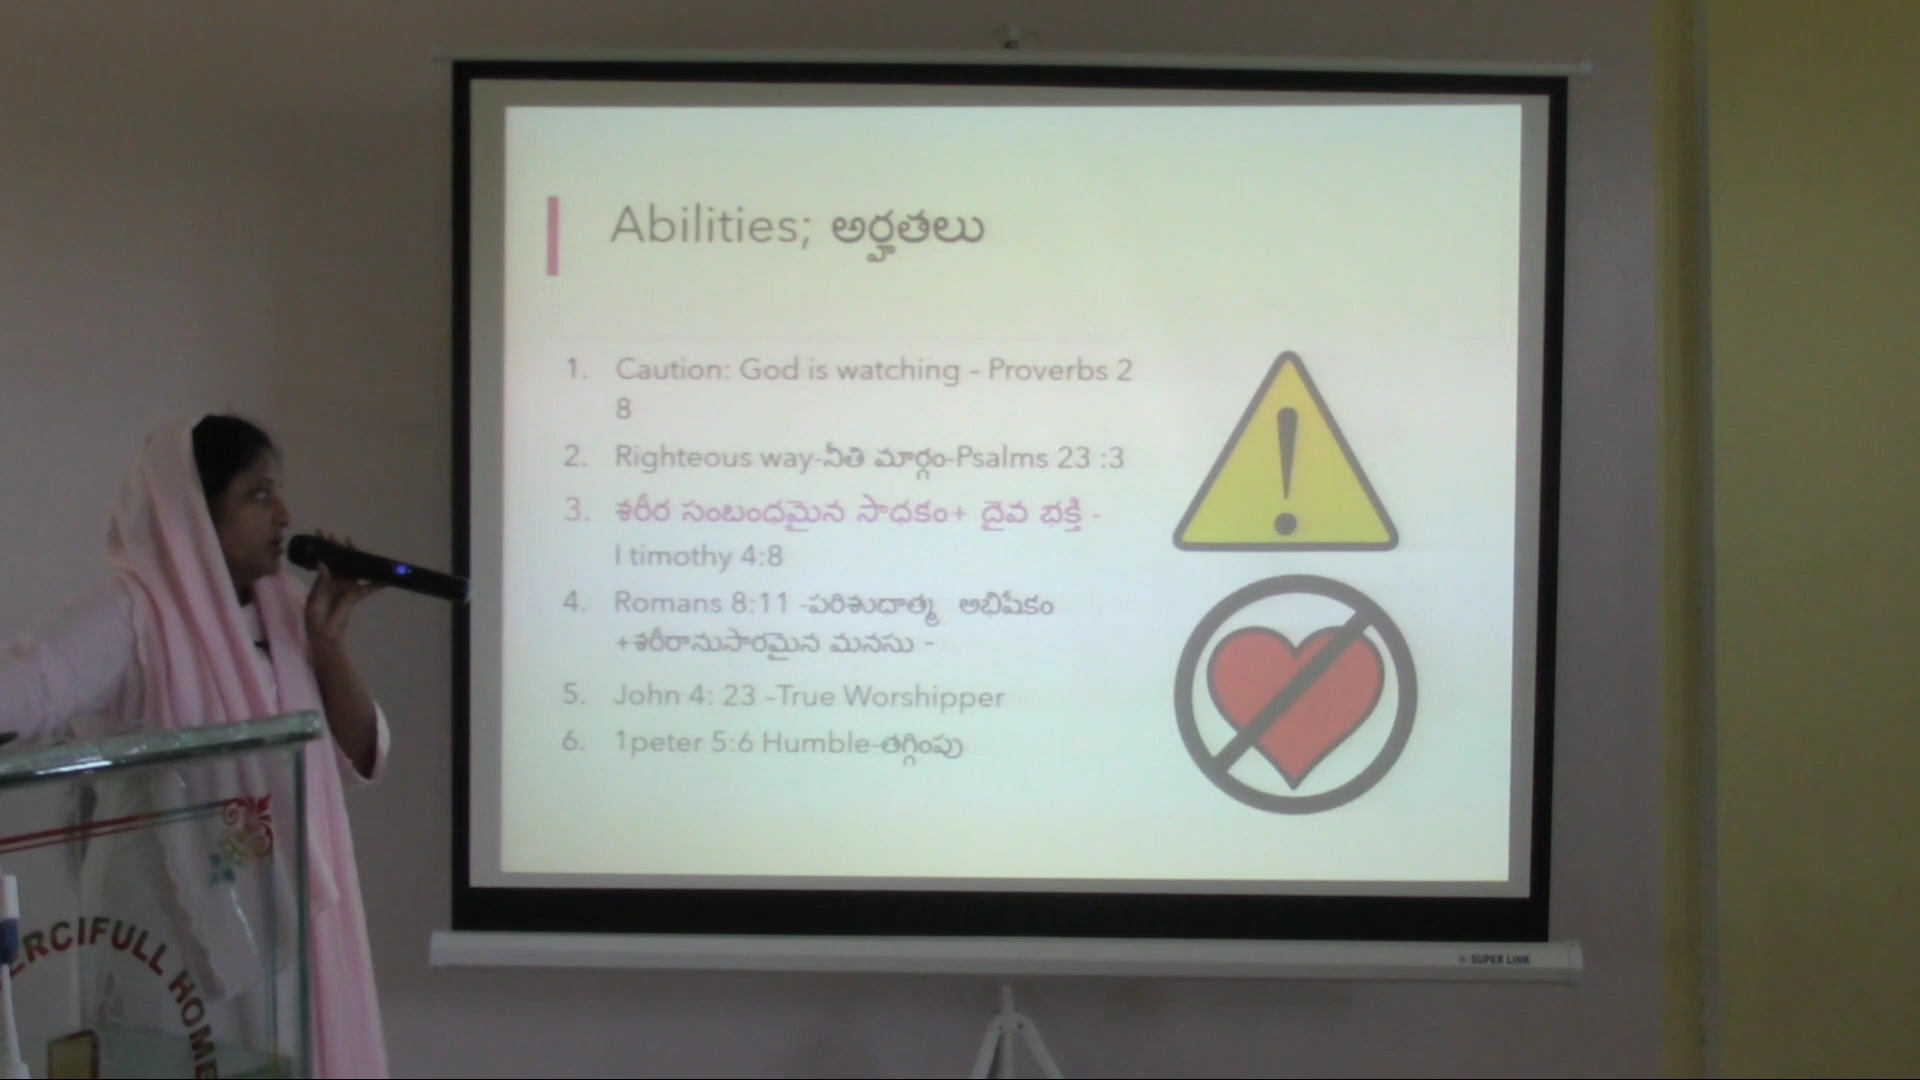 Abilities; అర్హతలు
1. Caution: God is watching - Proverbs 2
8
2. Righteous way-నీతి మార్గం-Psalms 23 :3
3. శరీర సంబంధమైన సాధకం+ దైవ భక్తి -
I timothy 4:8
4. Romans 8:11 -పరిశుదాత్మ అభిషేకం
+శరీరానుసారమైన మనసు -
5. John 4: 23 -True Worshipper
6. 1peter 5:6 Humble-తగ్గింపు
SUPER LINK
ERCIFULL HOME